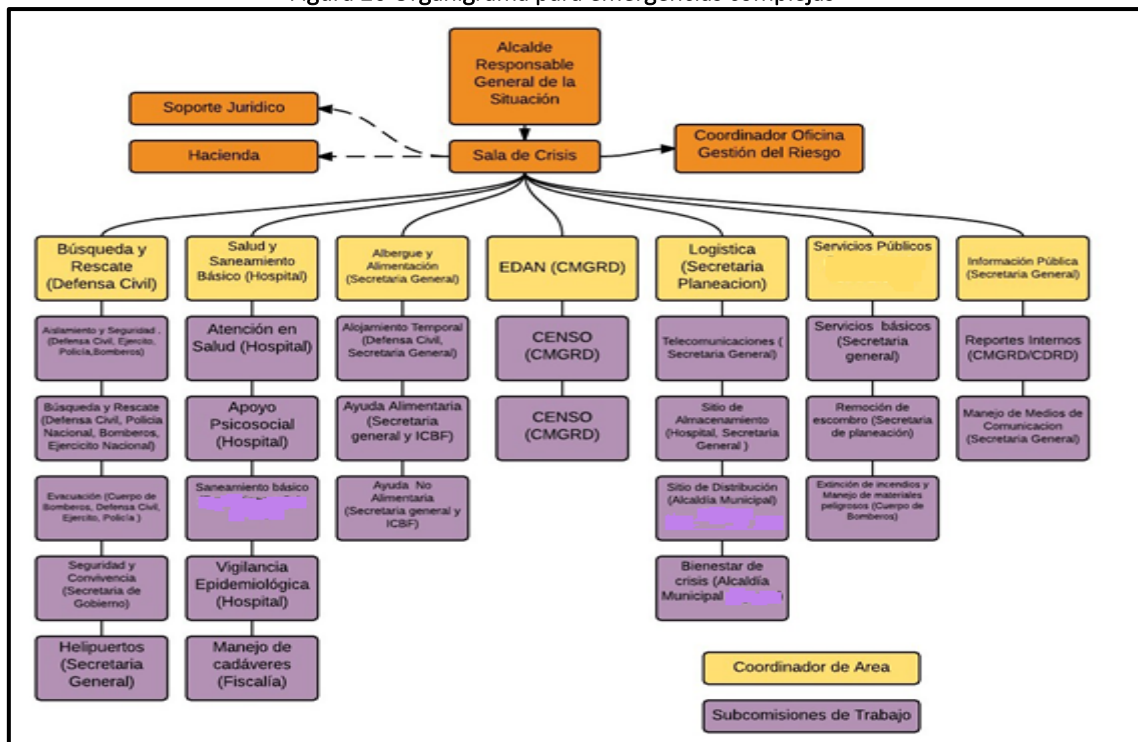 Alcalde
Responsable
General de la
Situación
Soporte Jurídico
Hacienda
Sala de Crisis
Coordinador Oficina
Gestión del Riesgo
Búsqueda y
Rescate
(Defensa Civil)
Salud y
Saneamiento
Básico (Hospital)
Albergue y
Alimentación
(Secretaria General)
EDAN (CMGRD)
Logistica
(Secretaria
Planeacion)
Servicios Públicos
Información Pública
(Secretaria General)
Aislamiento y Seguridad .
(Defensa Civil, Ejercito,
Policía,Bomberos)
Atención en
Salud (Hospital)
Alojamiento Temporal
(Defensa Civil,
Secretaria General)
CENSO
(CMGRD)
Telecomunicaciones (
Secretaria General)
Servicios básicos
(Secretaria
general)
Reportes Internos
(CMGRD/CDRD)
Búsqueda y Rescate
(Defensa Civil, Policia
Nacional, Bomberos,
Ejercicito Nacional)
Apoyo
Psicosocial
(Hospital)
Ayuda Alimentaria
(Secretaria
general y ICBF)
CENSO
(CMGRD)
Sitio de
Almacenamiento
(Hospital, Secretaria
General )
Remoción de
escombro (Secretaria
de planeación)
Manejo de Medios de
Comunicacion
(Secretaria General)
Evacuación (Cuerpo de
Bomberos, Defensa Civil,
Ejercito, Policía )
Saneamiento básico
Ayuda No
Alimentaria
(Secretaria general y
ICBF)
Sitio de Distribución
(Alcaldía Municipal)
Extinción de incendios y
Manejo de materiales
peligrosos (Cuerpo de
Bomberos)
Seguridad y
Convivencia
(Secretaria de
Gobierno)
Vigilancia
Epidemiológica
(Hospital)
Bienestar de
crisis (Alcaldía
Municipal
Helipuertos
(Secretaria
General)
Manejo de
cadáveres
(Fiscalía)
Coordinador de Area
Subcomisiones de Trabajo